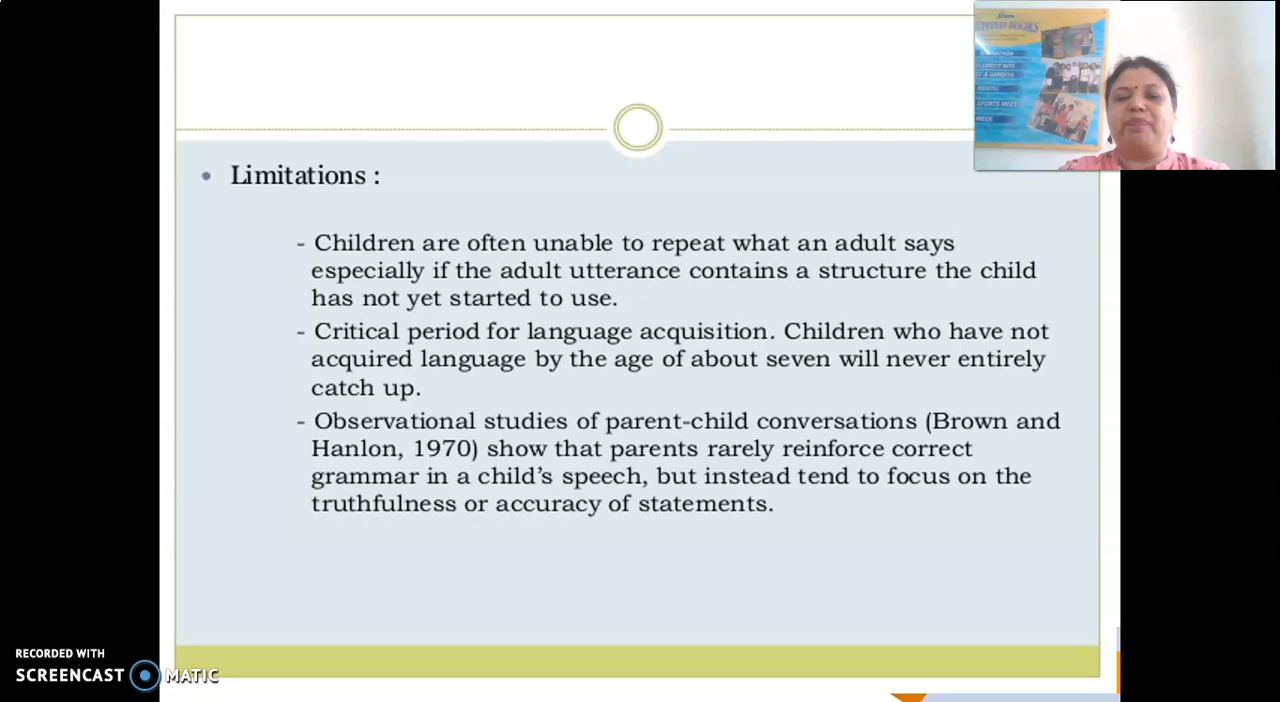 Limitations :
- Children are often unable to repeat what an adult says
especially if the adult utterance contains a structure the child
has not yet started to use.
- Critical period for language acquisition. Children who have not
acquired language by the age of about seven will never entirely
catch up.
- Observational studies of parent-child conversations (Brown and
Hanlon, 1970) show that parents rarely reinforce correct
grammar in a child's speech, but instead tend to focus on the
truthfulness or accuracy of statements.
BOOKS
SPORTS MEET
WEEK
RECORDED WITH
SCREENCAST MATIC